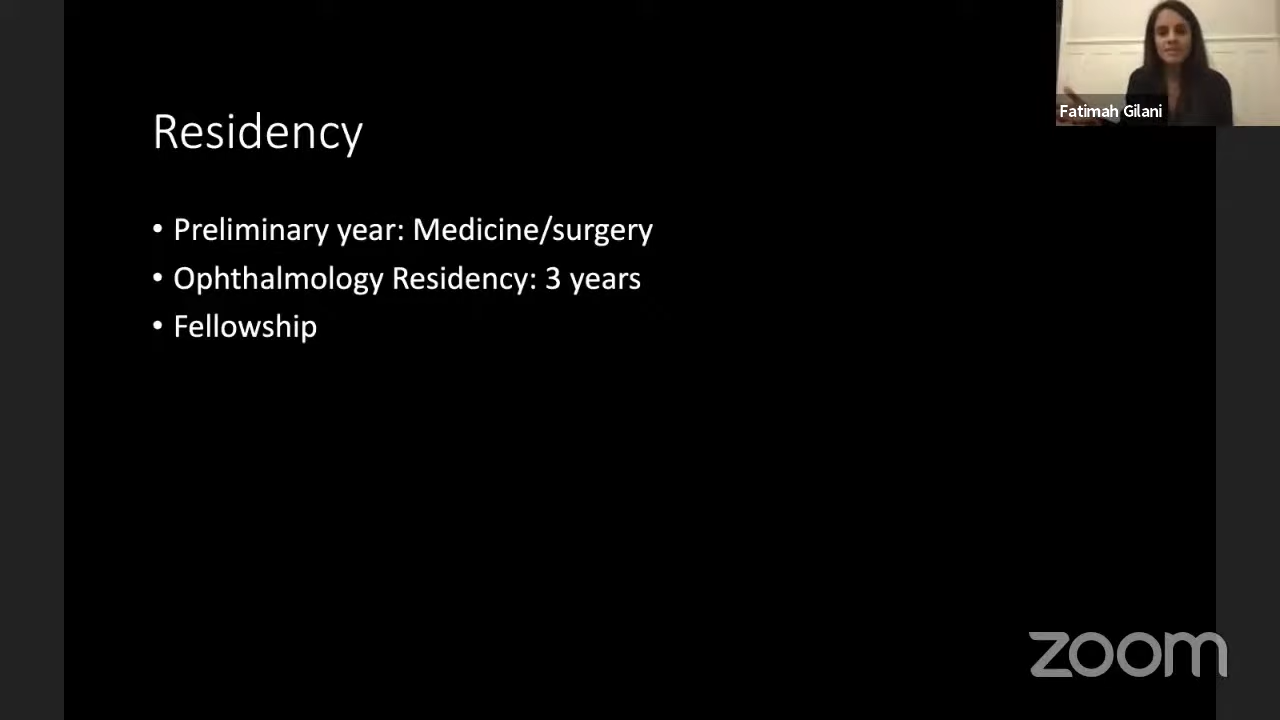 Fatimah Gilani
Residency
• Preliminary year: Medicine/surgery
• Ophthalmology Residency: 3 years
• Fellowship
zoom